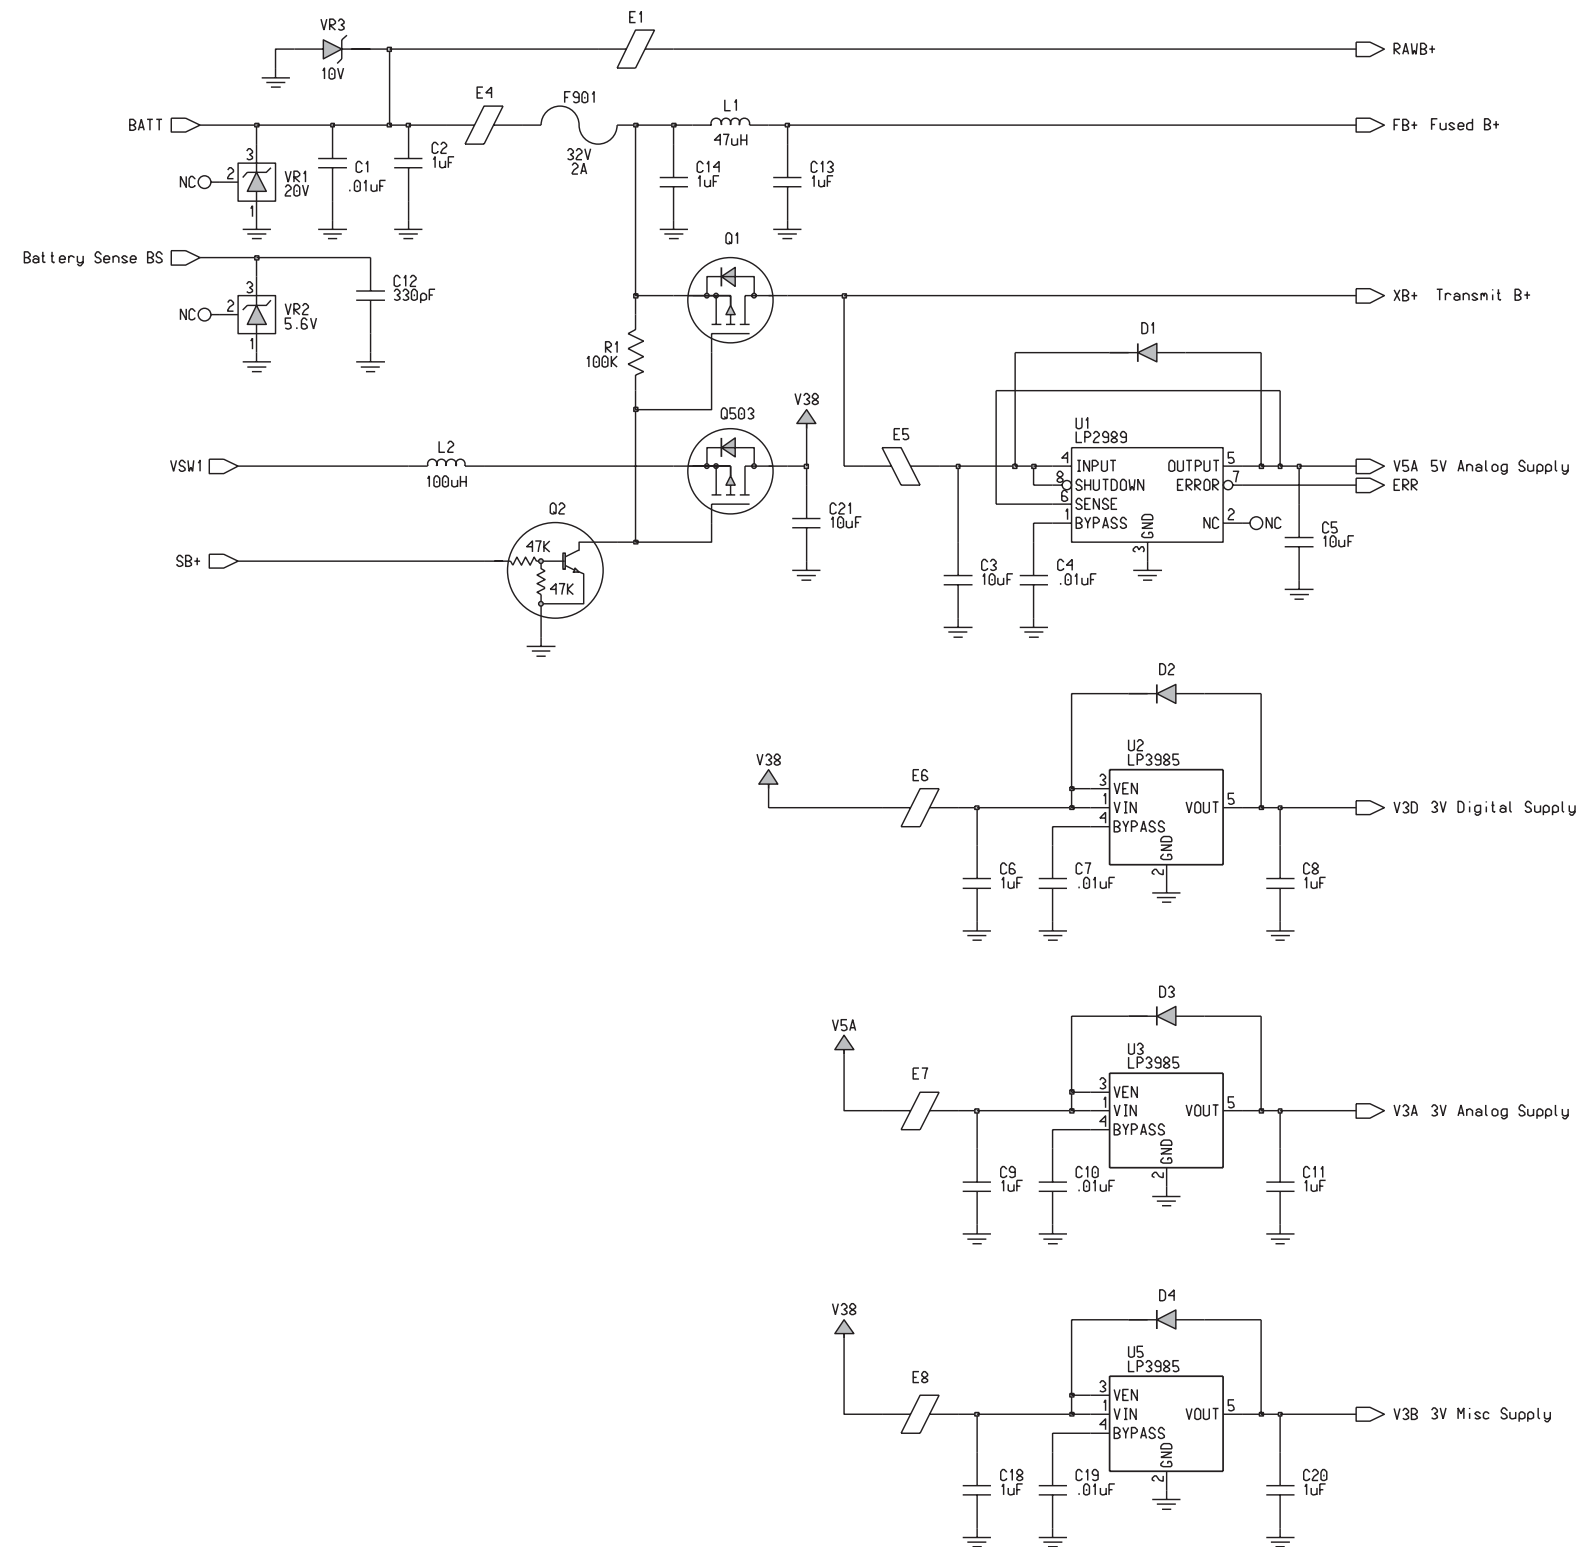 VR3
10V
E1
RAWB+
BATT
E4
F901
32V
2A
L1
47uH
FB+ Fused B+
3
NC
2
VR1
20V
1
C1
.01uF
C2
1uF
C14
1uF
C13
1uF
Battery Sense BS
3
NC
2
VR2
5.6V
1
C12
330pF
Q1
XB+ Transmit B+
R1
100K
D1
V38
Q503
VSW1
L2
100uH
C21
10uF
E5
U1
LP2989
4
INPUT
OUTPUT
5
8
SHUTDOWN
ERROR
7
6
SENSE
1
BYPASS
NC
2
NC
GND
3
V5A 5V Analog Supply
ERR
C5
10uF
C3
10uF
C4
.01uF
Q2
47K
47K
SB+
D2
V38
E6
U2
LP3985
3
VEN
1
VIN
VOUT
5
4
BYPASS
GND
2
V3D 3V Digital Supply
C6
1uF
C7
.01uF
C8
1uF
D3
V5A
E7
U3
LP3985
3
VEN
1
VIN
VOUT
5
4
BYPASS
GND
2
V3A 3V Analog Supply
C9
1uF
C10
.01uF
C11
1uF
D4
V38
E8
U5
LP3985
3
VEN
1
VIN
VOUT
5
4
BYPASS
GND
2
V3B 3V Misc Supply
C18
1uF
C19
.01uF
C20
1uF